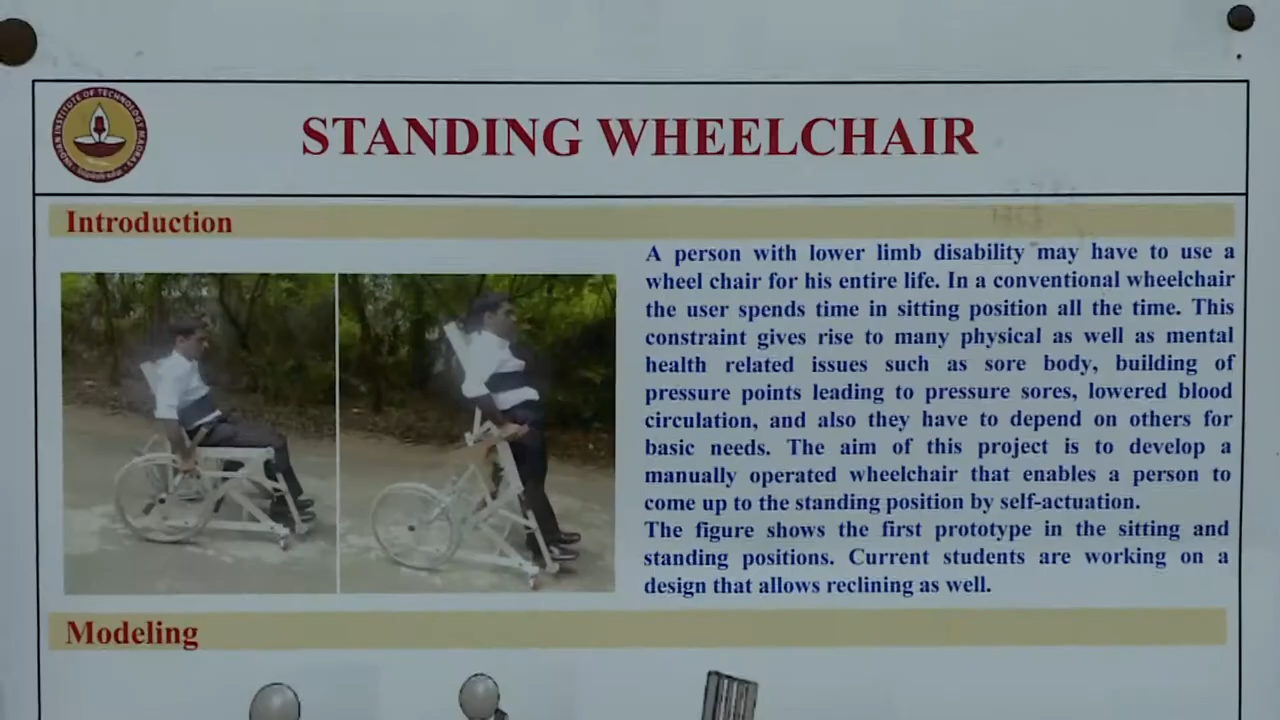 INDIAN INSTITUTE OF TECHNOLOGY MADRAS
STANDING WHEELCHAIR
Introduction
A person with lower limb disability may have to use a
wheel chair for his entire life. In a conventional wheelchair
the user spends time in sitting position all the time. This
constraint gives rise to many physical as well as mental
health related issues such as sore body, building of
pressure points leading to pressure sores, lowered blood
circulation, and also they have to depend on others for
basic needs. The aim of this project is to develop a
manually operated wheelchair that enables a person to
come up to the standing position by self-actuation.
The figure shows the first prototype in the sitting and
standing positions. Current students are working on a
design that allows reclining as well.
Modeling